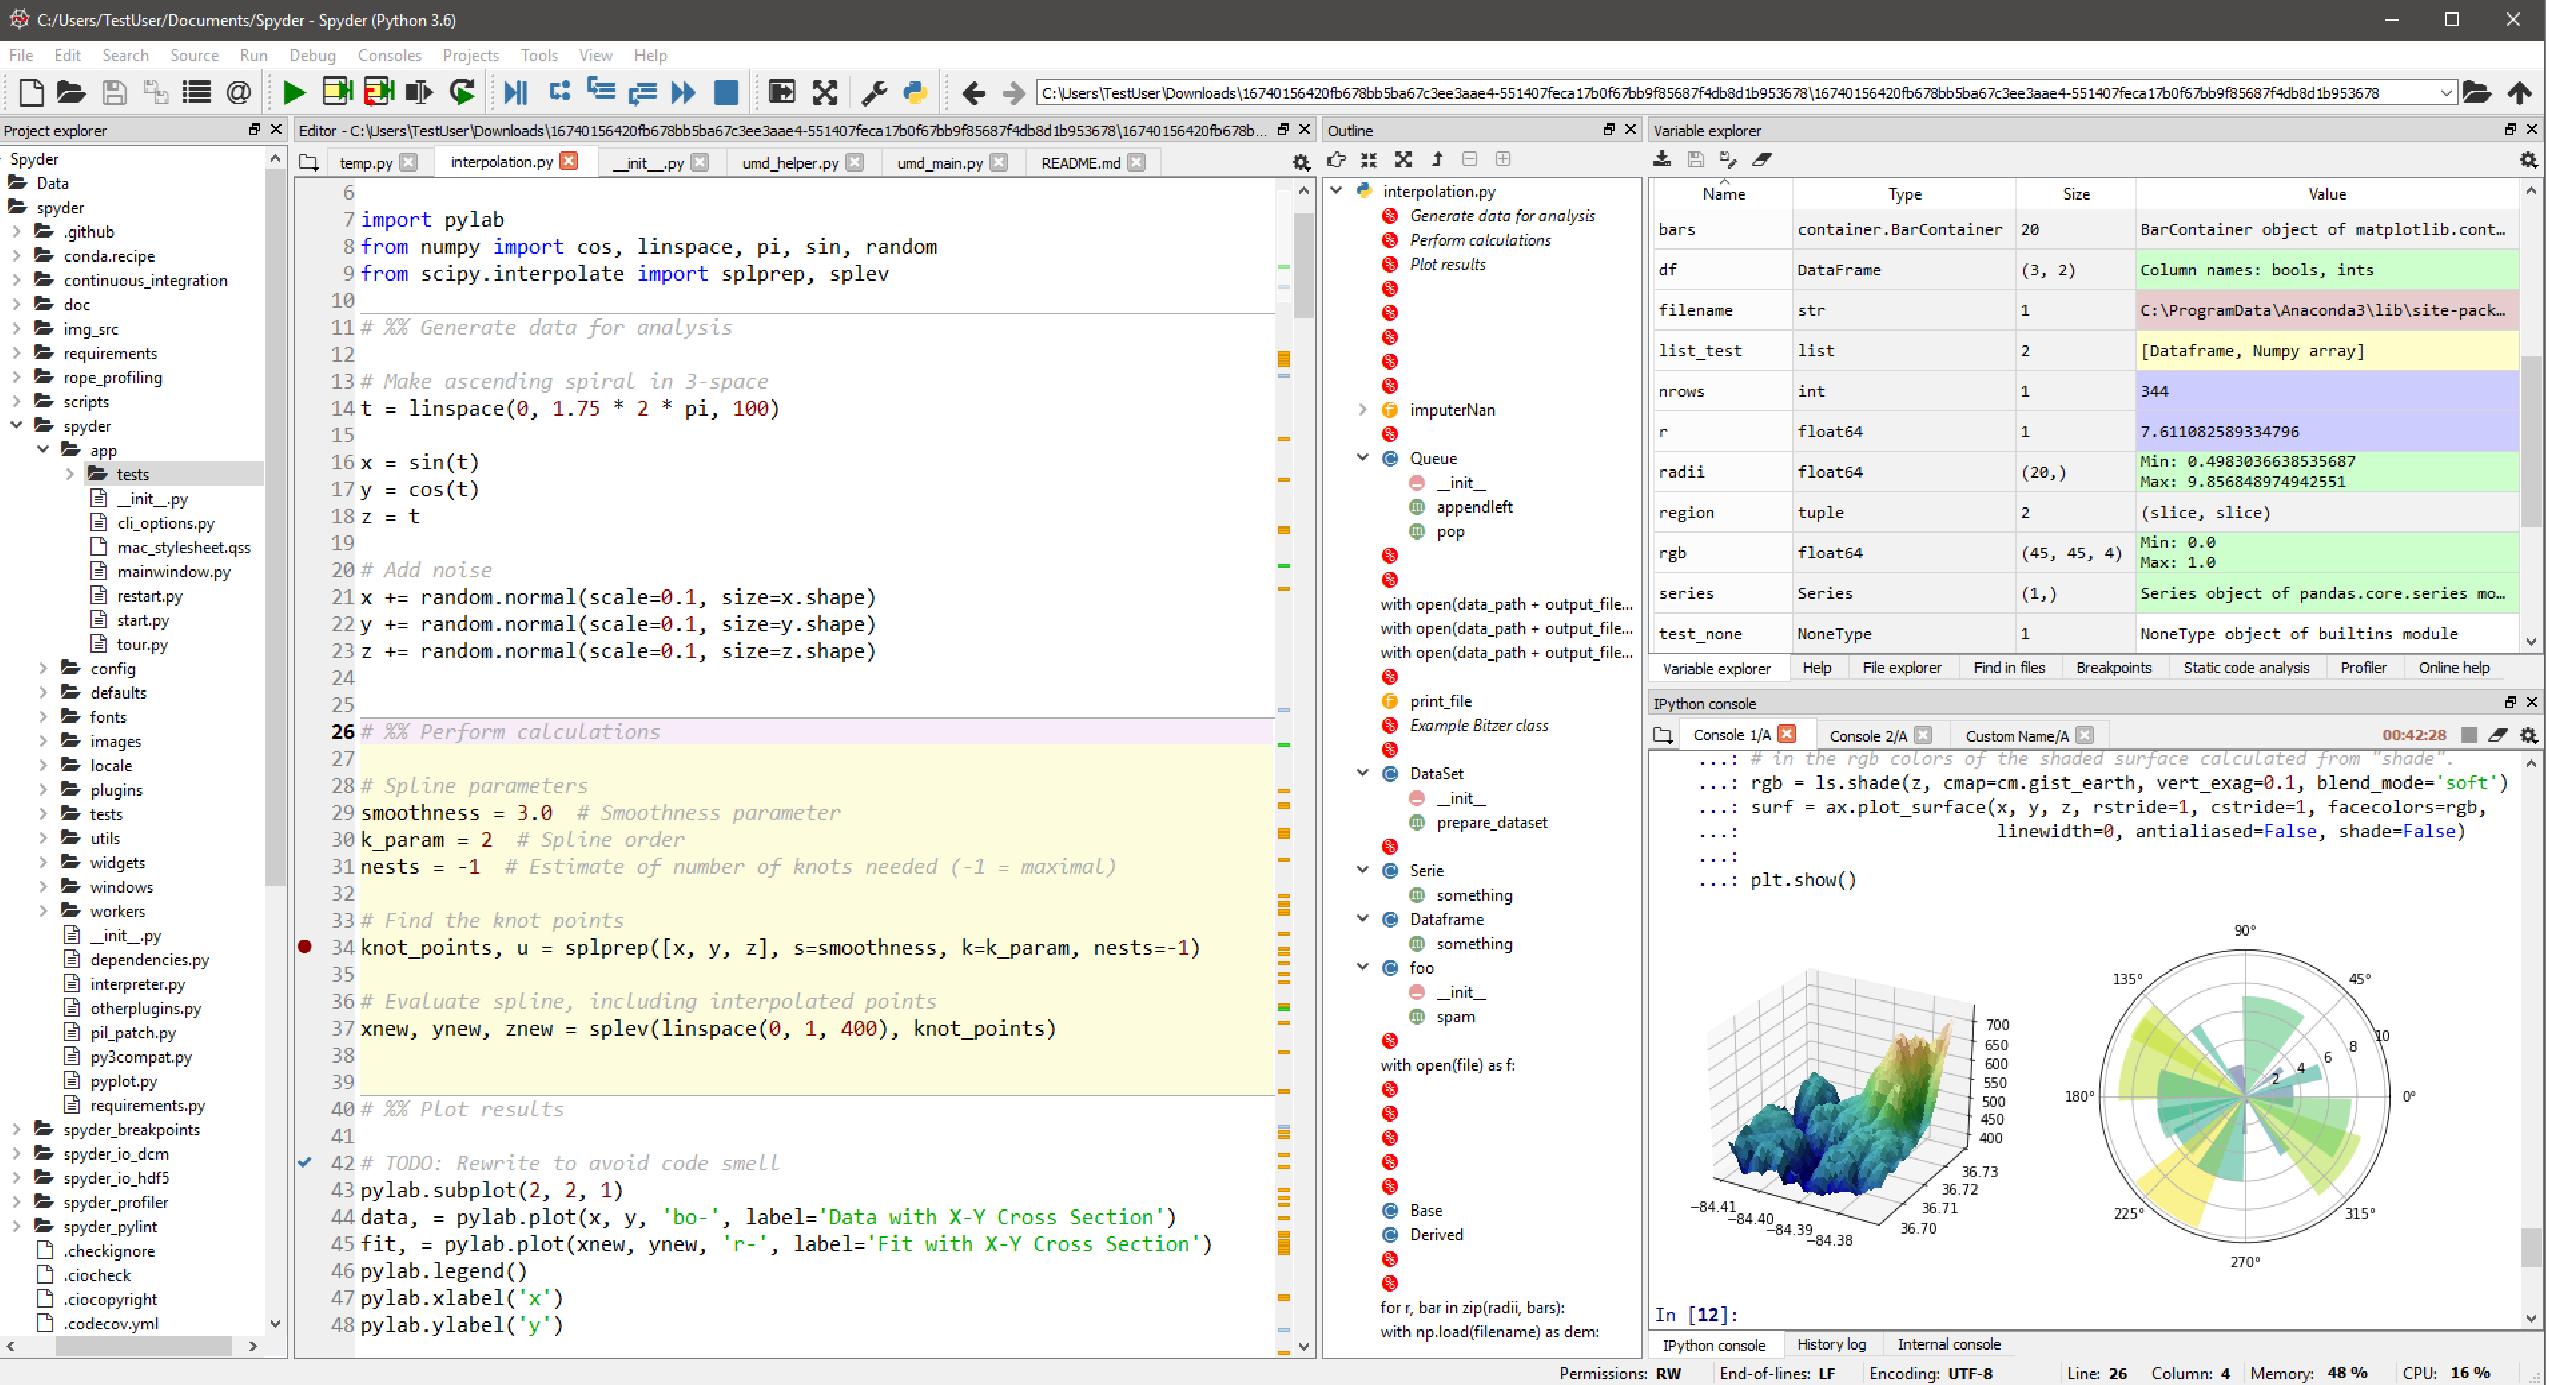 C:/Users/TestUser/Documents/Spyder - Spyder (Python 3.6)
File Edit Search Source Run Debug Consoles Projects Tools View Help
C:\Users\TestUser\Downloads\16740156420fb678bb5ba67c3ee3aae4-551407feca17b0f67bb9f85687f4db8d1b953678\16740156420fb678bb5ba67c3ee3aae4-551407feca17b0f67bb9f85687f4db8d1b953678
Project explorer
Spyder
Data
spyder
.github
conda.recipe
continuous_integration
doc
img_src
requirements
rope_profiling
scripts
spyder
app
tests
__init__.py
cli_options.py
mac_stylesheet.qss
mainwindow.py
restart.py
start.py
tour.py
config
defaults
fonts
images
locale
plugins
tests
utils
widgets
windows
workers
__init__.py
dependencies.py
interpreter.py
otherplugins.py
pil_patch.py
py3compat.py
pyplot.py
requirements.py
spyder_breakpoints
spyder_io_dcm
spyder_io_hdf5
spyder_profiler
spyder_pylint
.checkignore
.ciocheck
.ciocopyright
.codecov.yml
Editor - C:\Users\TestUser\Downloads\16740156420fb678bb5ba67c3ee3aae4-551407feca17b0f67bb9f85687f4db8d1b953678\16740156420fb678b...
temp.py interpolation.py __init__.py umd_helper.py umd_main.py README.md
6
7 import pylab
8 from numpy import cos, linspace, pi, sin, random
9 from scipy.interpolate import splprep, splev
10
11 # %% Generate data for analysis
12
13 # Make ascending spiral in 3-space
14 t = linspace(0, 1.75 * 2 * pi, 100)
15
16 x = sin(t)
17 y = cos(t)
18 z = t
19
20 # Add noise
21 x += random.normal(scale=0.1, size=x.shape)
22 y += random.normal(scale=0.1, size=y.shape)
23 z += random.normal(scale=0.1, size=z.shape)
24
25
26 # %% Perform calculations
27
28 # Spline parameters
29 smoothness = 3.0 # Smoothness parameter
30 k_param = 2 # Spline order
31 nests = -1 # Estimate of number of knots needed (-1 = maximal)
32
33 # Find the knot points
34 knot_points, u = splprep([x, y, z], s=smoothness, k=k_param, nests=-1)
35
36 # Evaluate spline, including interpolated points
37 xnew, ynew, znew = splev(linspace(0, 1, 400), knot_points)
38
39
40 # %% Plot results
41
42 # TODO: Rewrite to avoid code smell
43 pylab.subplot(2, 2, 1)
44 data, = pylab.plot(x, y, 'bo-', label='Data with X-Y Cross Section')
45 fit, = pylab.plot(xnew, ynew, 'r-', label='Fit with X-Y Cross Section')
46 pylab.legend()
47 pylab.xlabel('x')
48 pylab.ylabel('y')
Outline
interpolation.py
Generate data for analysis
Perform calculations
Plot results
imputerNan
Queue
__init__
appendleft
pop
with open(data_path + output_file...
with open(data_path + output_file...
with open(data_path + output_file...
print_file
Example Bitzer class
DataSet
__init__
prepare_dataset
Serie
something
Dataframe
something
foo
__init__
spam
with open(file) as f:
Base
Derived
for r, bar in zip(radii, bars):
with np.load(filename) as dem:
Variable explorer
Name Type Size Value
bars container.BarContainer 20 BarContainer object of matplotlib.cont...
df DataFrame (3, 2) Column names: bools, ints
filename str 1 C:\ProgramData\Anaconda3\lib\site-pack...
list_test list 2 [Dataframe, Numpy array]
nrows int 1 344
r float64 1 7.611082589334796
radii float64 (20,) Min: 0.4983036638535687
Max: 9.856848974942551
region tuple 2 (slice, slice)
rgb float64 (45, 45, 4) Min: 0.0
Max: 1.0
series Series (1,) Series object of pandas.core.series mo...
test_none NoneType 1 NoneType object of builtins module
Variable explorer Help File explorer Find in files Breakpoints Static code analysis Profiler Online help
IPython console
Console 1/A Console 2/A Custom Name/A 00:42:28
...: # in the rgb colors of the shaded surface calculated from "shade".
...: rgb = ls.shade(z, cmap=cm.gist_earth, vert_exag=0.1, blend_mode='soft')
...: surf = ax.plot_surface(x, y, z, rstride=1, cstride=1, facecolors=rgb,
...: linewidth=0, antialiased=False, shade=False)
...:
...: plt.show()
700
650
600
550
500
450
400
36.73
36.72
36.71
36.70
−84.41
−84.40
−84.39
−84.38
90°
135° 45°
10
8
6
4
2
180° 0°
225° 315°
270°
In [12]:
IPython console History log Internal console
Permissions: RW End-of-lines: LF Encoding: UTF-8 Line: 26 Column: 4 Memory: 48 % CPU: 16 %